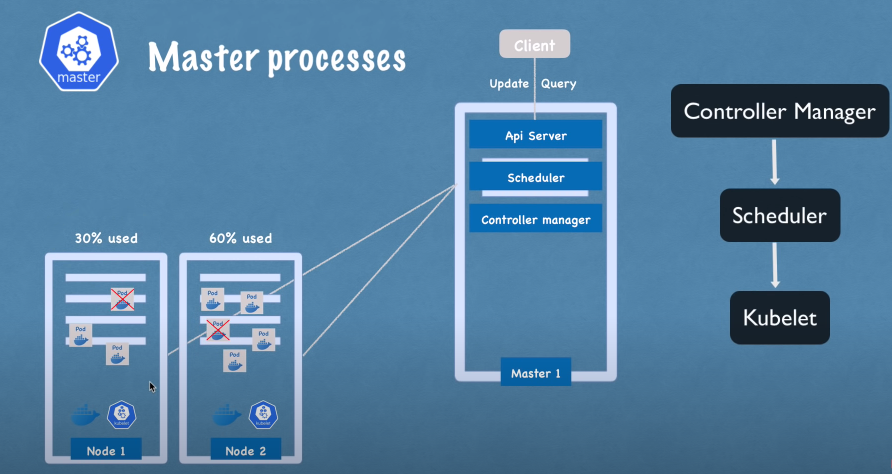 master
Master processes
Client
Update
Query
Api Server
Scheduler
Controller manager
Master 1
Controller Manager
Scheduler
Kubelet
30% used
60% used
Pod
Pod
Pod
Pod
Pod
Pod
Pod
Pod
kubelet
kubelet
Node 1
Node 2